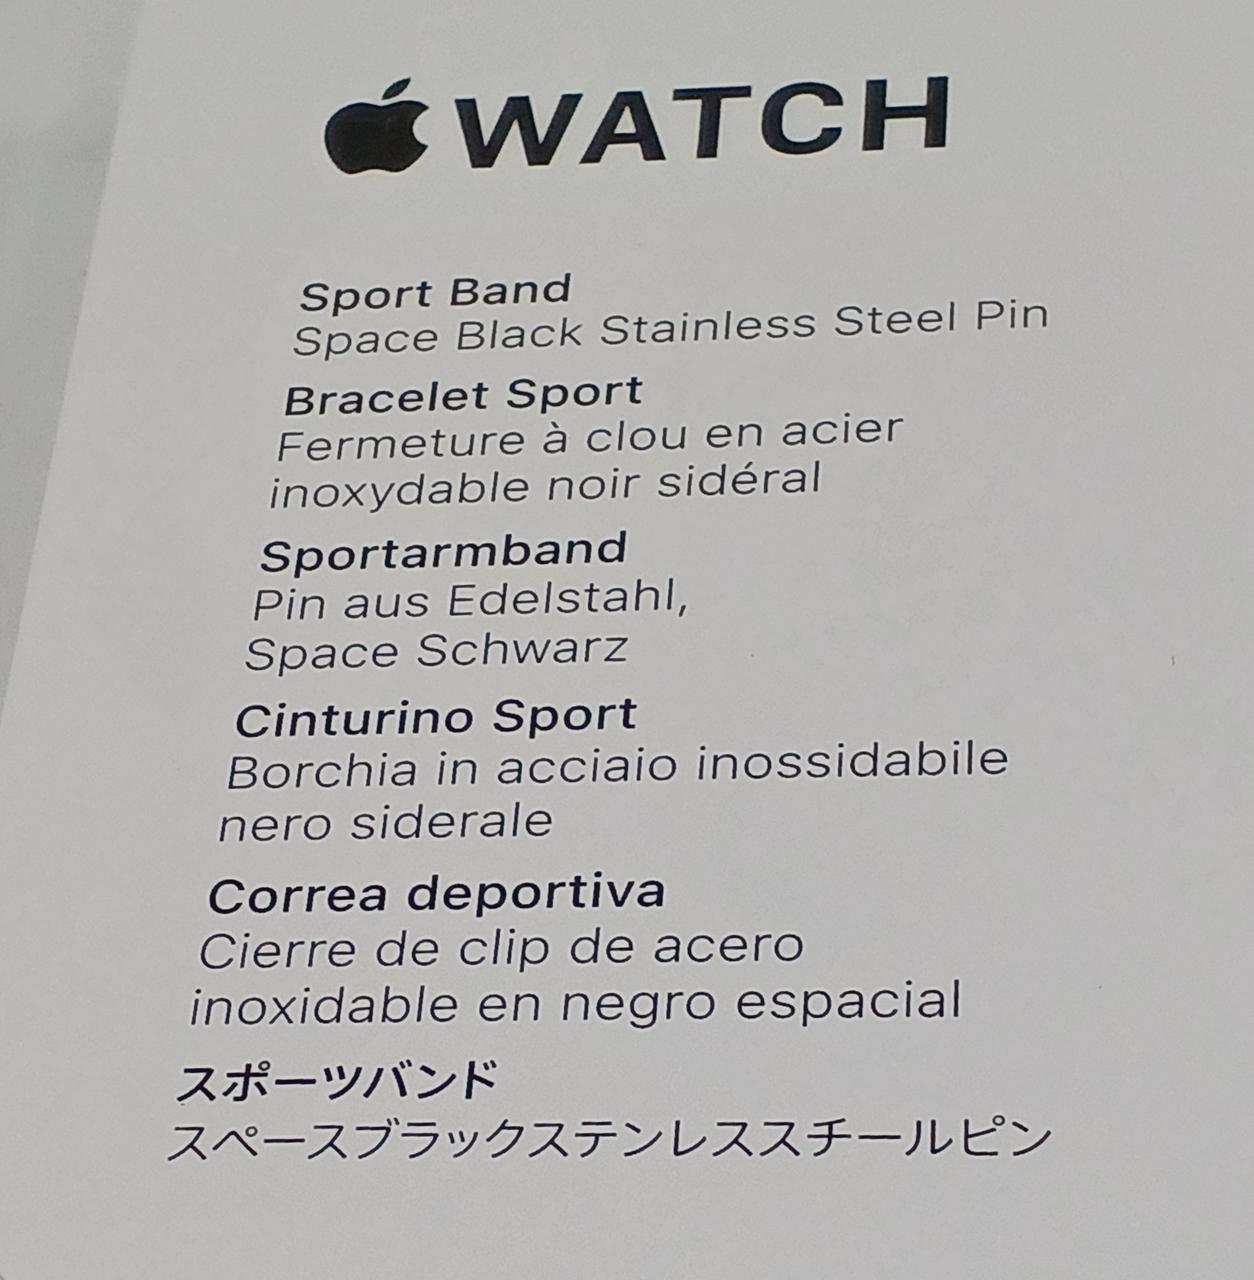 WATCH
Sport Band
Space Black Stainless Steel Pin
Bracelet Sport
Fermeture à clou en acier
inoxydable noir sidéral
Sportarmband
Pin aus Edelstahl,
Space Schwarz
Cinturino Sport
Borchia in acciaio inossidabile
nero siderale
Correa deportiva
Cierre de clip de acero
inoxidable en negro espacial
スポーツバンド
スペースブラックステンレススチールピン